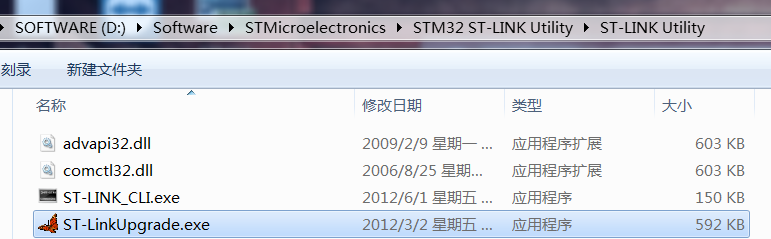 SOFTWARE (D:) ▸ Software ▸ STMicroelectronics ▸ STM32 ST-LINK Utility ▸ ST-LINK Utility
刻录 新建文件夹
名称 修改日期 类型 大小
advapi32.dll 2009/2/9 星期一 ... 应用程序扩展 603 KB
comctl32.dll 2006/8/25 星期... 应用程序扩展 603 KB
ST-LINK_CLI.exe 2012/6/1 星期五 ... 应用程序 150 KB
ST-LinkUpgrade.exe 2012/3/2 星期五 ... 应用程序 592 KB